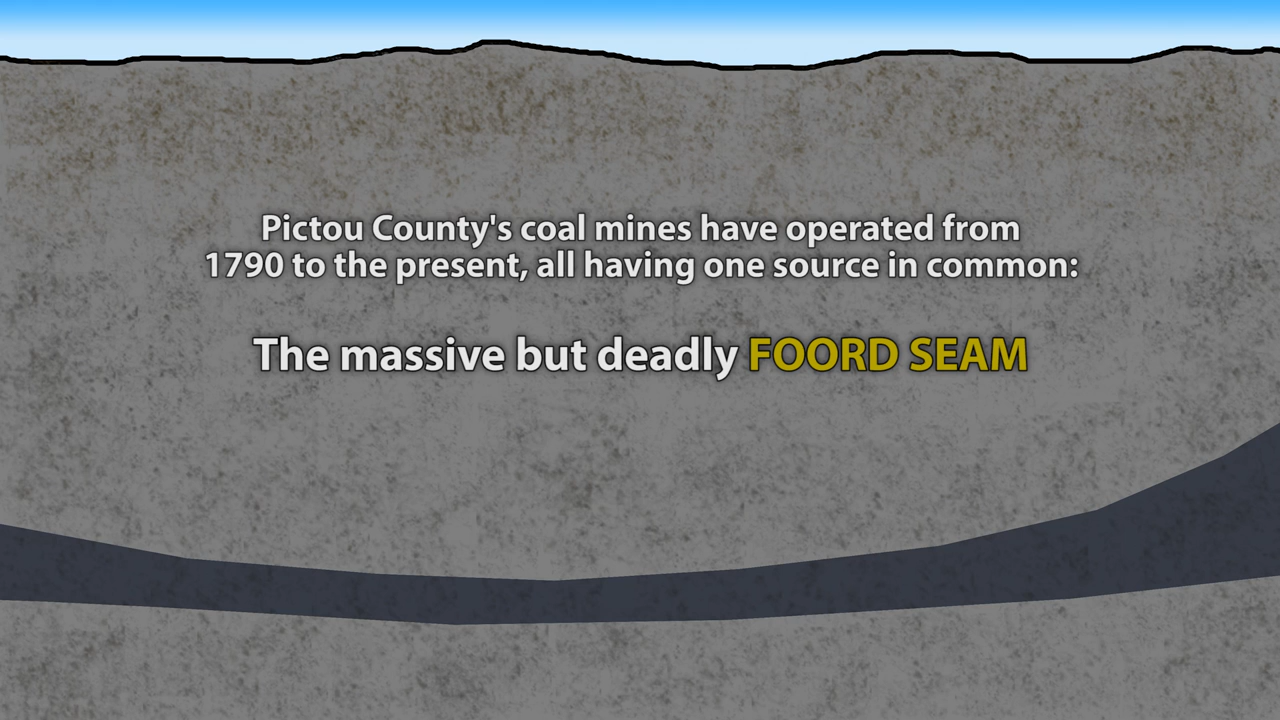 Pictou County's coal mines have operated from
1790 to the present, all having one source in common:
The massive but deadly FOORD SEAM